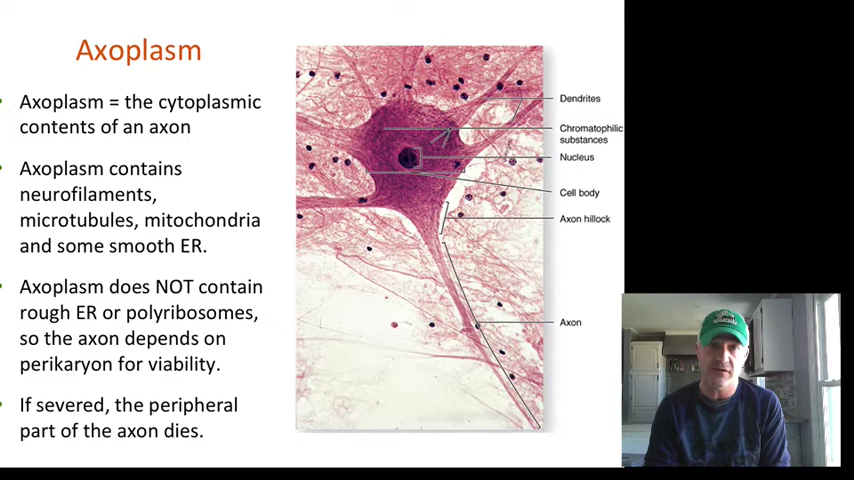 Axoplasm
Axoplasm = the cytoplasmic
contents of an axon
Axoplasm contains
neurofilaments,
microtubules, mitochondria
and some smooth ER.
Axoplasm does NOT contain
rough ER or polyribosomes,
so the axon depends on
perikaryon for viability.
If severed, the peripheral
part of the axon dies.
Dendrites
Chromatophilic
substances
Nucleus
Cell body
Axon hillock
Axon